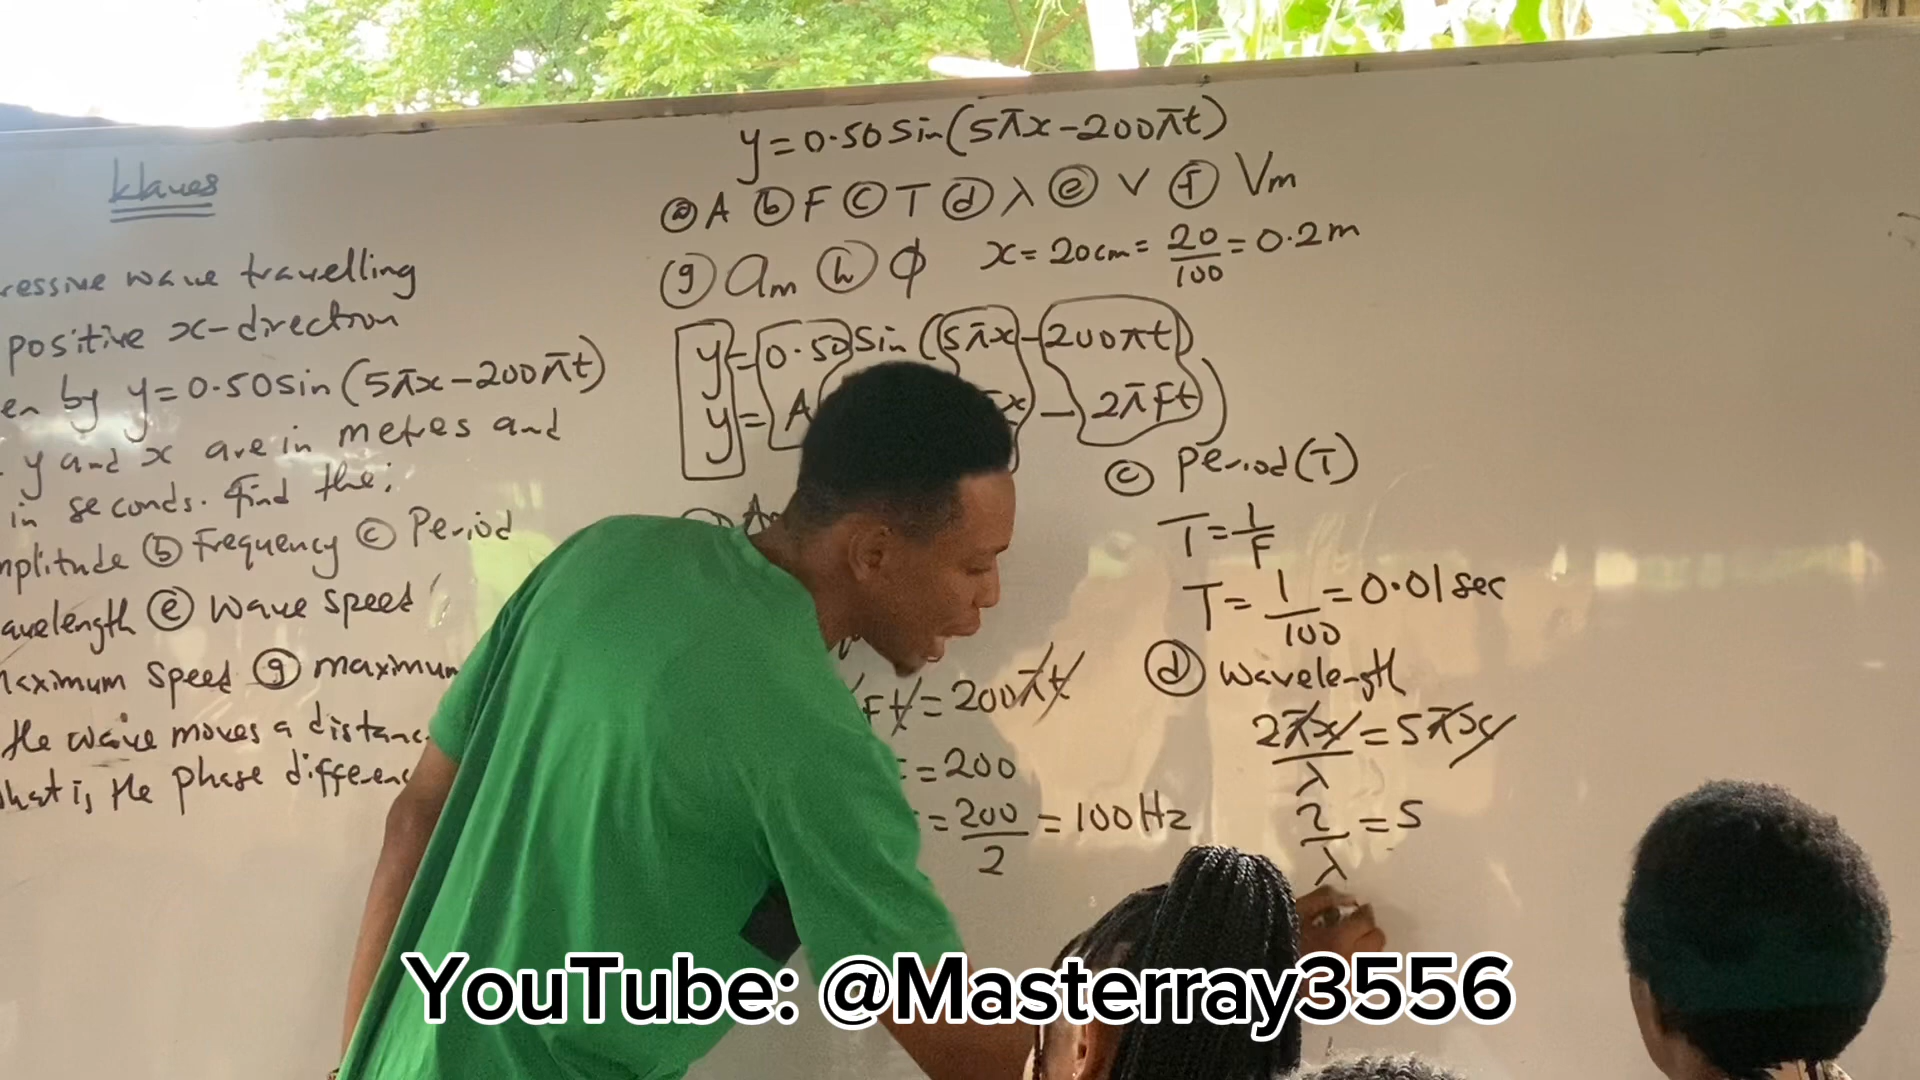 Waves
ressive wave travelling
positive x-direction
en by y=0.50sin(5πx-200πt)
y and x are in metres and
in seconds. find the;
mplitude ⓑ Frequency ⓒ Period
avelength ⓔ Wave Speed
maximum Speed ⓖ maximum
the wave moves a distanc
hat is the phase differenc
y=0.50sin(5πx-200πt)
ⓐ A ⓑ F ⓒ T ⓓ λ ⓔ V ⓕ Vm
ⓖ am ⓗ ϕ x=20cm=20/100=0.2m
y=0.50sin(5πx-200πt)
y=A x-2πFt)
Ft=200πt
=200
=200/2=100Hz
ⓒ Period(T)
T=1/F
T=1/100=0.01sec
ⓓ Wavelength
2πx/λ=5πx
2/λ=5
YouTube: @Masterray3556